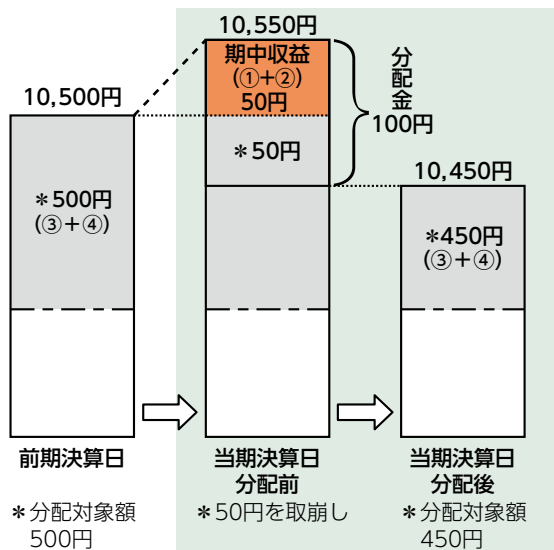 10,550円
期中収益
(①+②)
50円
分配金
100円
10,500円
＊50円
10,450円
＊500円
(③+④)
＊450円
(③+④)
前期決算日
当期決算日
分配前
当期決算日
分配後
＊分配対象額
500円
＊50円を取崩し
＊分配対象額
450円